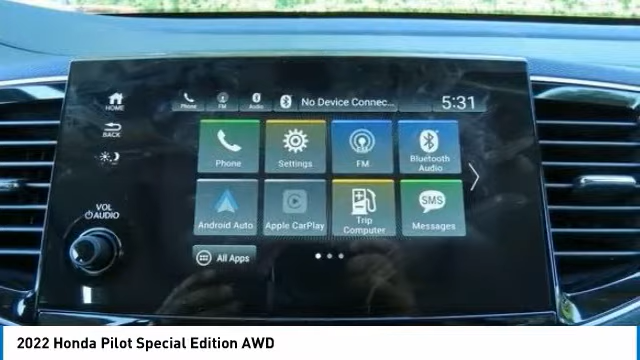 HOME
Phone FM Audio No Device Connec... 5:31
BACK
VOL
AUDIO
Phone Settings FM Bluetooth Audio
Android Auto Apple CarPlay Trip Computer SMS Messages
All Apps
2022 Honda Pilot Special Edition AWD